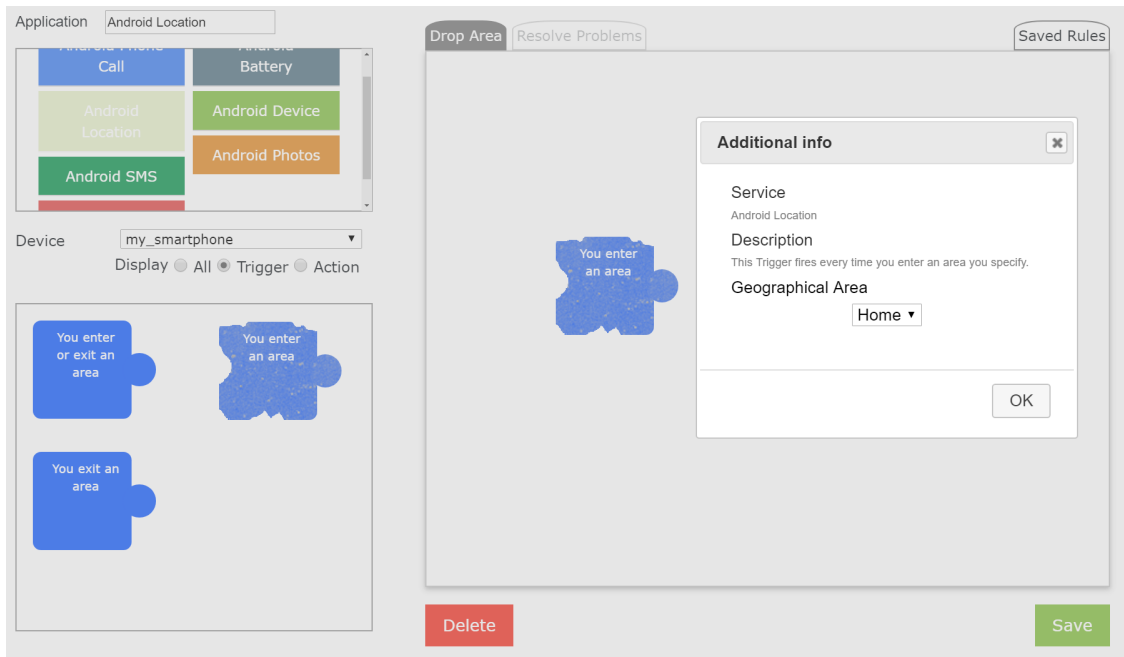 Application
Android Location
Android Phone
Call
Android
Battery
Android
Location
Android Device
Android Photos
Android SMS
Device
my_smartphone
Display All Trigger Action
You enter
or exit an
area
You enter
an area
You exit an
area
Drop Area
Resolve Problems
Saved Rules
You enter
an area
Additional info
Service
Android Location
Description
This Trigger fires every time you enter an area you specify.
Geographical Area
Home
OK
Delete
Save